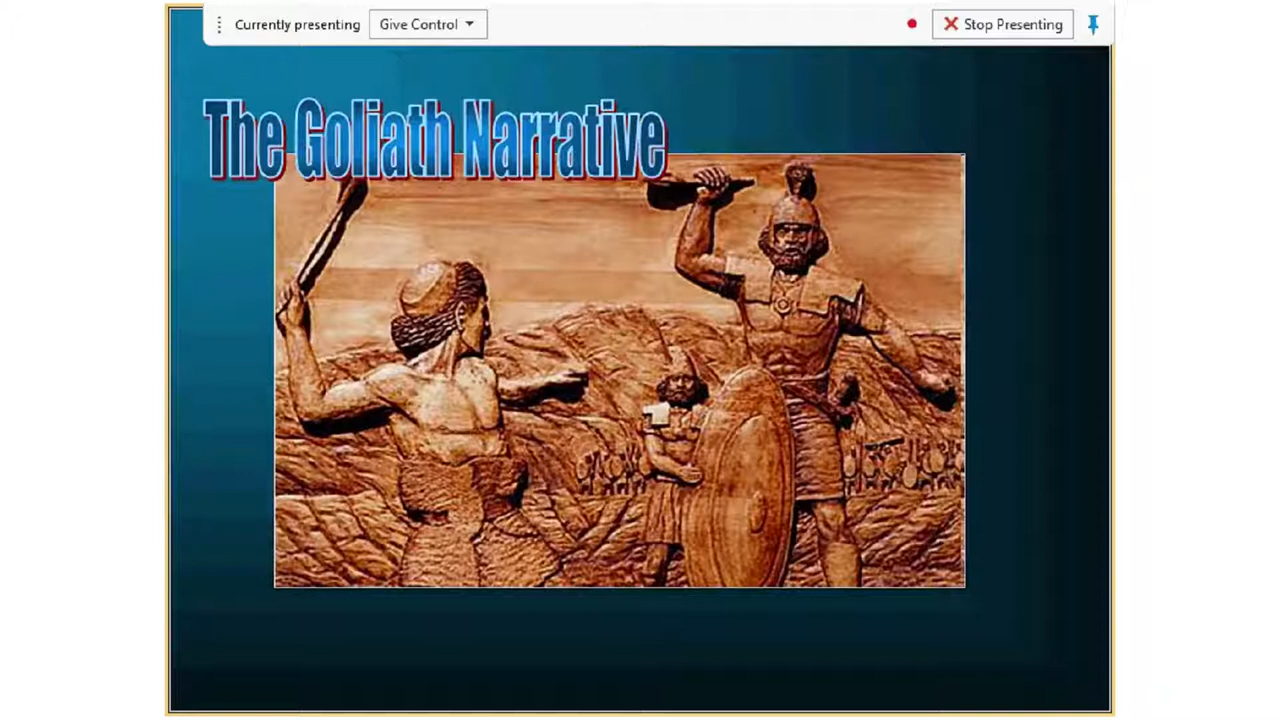 Currently presenting Give Control Stop Presenting
The Goliath Narrative